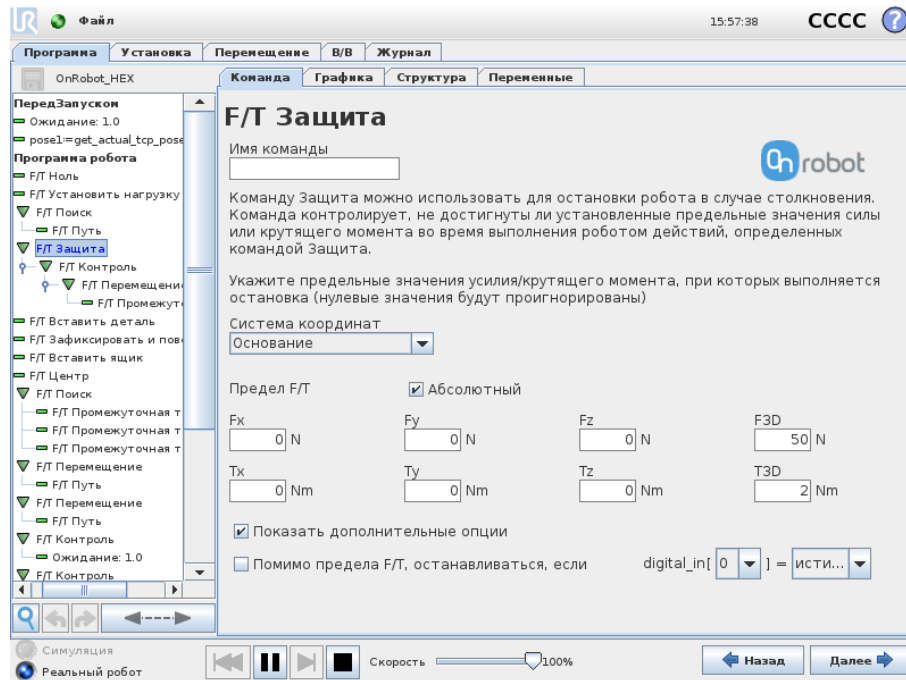 Файл
15:57:38
CCCC
?
Программа Установка Перемещение В/В Журнал
OnRobot_HEX
Команда Графика Структура Переменные
ПередЗапуском
Ожидание: 1.0
pose1≔get_actual_tcp_pose
Программа робота
F/T Ноль
F/T Установить нагрузку
F/T Поиск
F/T Путь
F/T Защита
F/T Контроль
F/T Перемещени
F/T Промежуто
F/T Вставить деталь
F/T Зафиксировать и пов
F/T Вставить ящик
F/T Центр
F/T Поиск
F/T Промежуточная т
F/T Промежуточная т
F/T Промежуточная т
F/T Перемещение
F/T Путь
F/T Перемещение
F/T Путь
F/T Контроль
Ожидание: 1.0
F/T Контроль
F/T Защита
Имя команды
On robot
Команду Защита можно использовать для остановки робота в случае столкновения.
Команда контролирует, не достигнуты ли установленные предельные значения силы
или крутящего момента во время выполнения роботом действий, определенных
командой Защита.
Укажите предельные значения усилия/крутящего момента, при которых выполняется
остановка (нулевые значения будут проигнорированы)
Система координат
Основание
Предел F/T Абсолютный
Fx Fy Fz F3D
0 N 0 N 0 N 50 N
Tx Ty Tz T3D
0 Nm 0 Nm 0 Nm 2 Nm
Показать дополнительные опции
Помимо предела F/T, останавливаться, если digital_in[ 0 ] = исти...
Симуляция
Реальный робот
Скорость 100%
Назад Далее